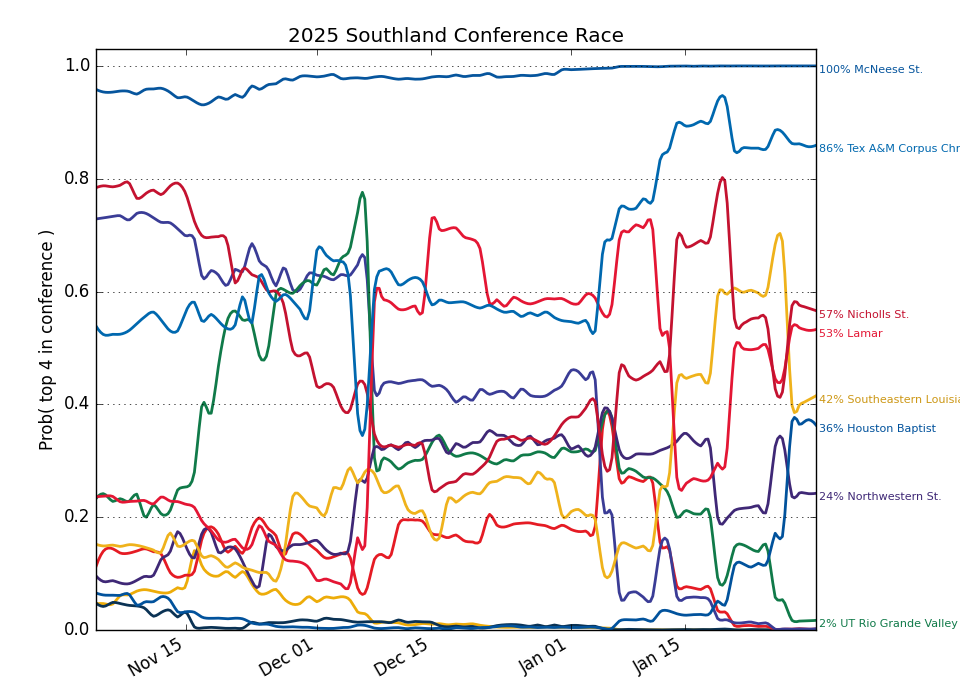 2025 Southland Conference Race
Prob( top 4 in conference )
1.0
0.8
0.6
0.4
0.2
0.0
Nov 15
Dec 01
Dec 15
Jan 01
Jan 15
100% McNeese St.
86% Tex A&M Corpus Chr
57% Nicholls St.
53% Lamar
42% Southeastern Louisia
36% Houston Baptist
24% Northwestern St.
2% UT Rio Grande Valley